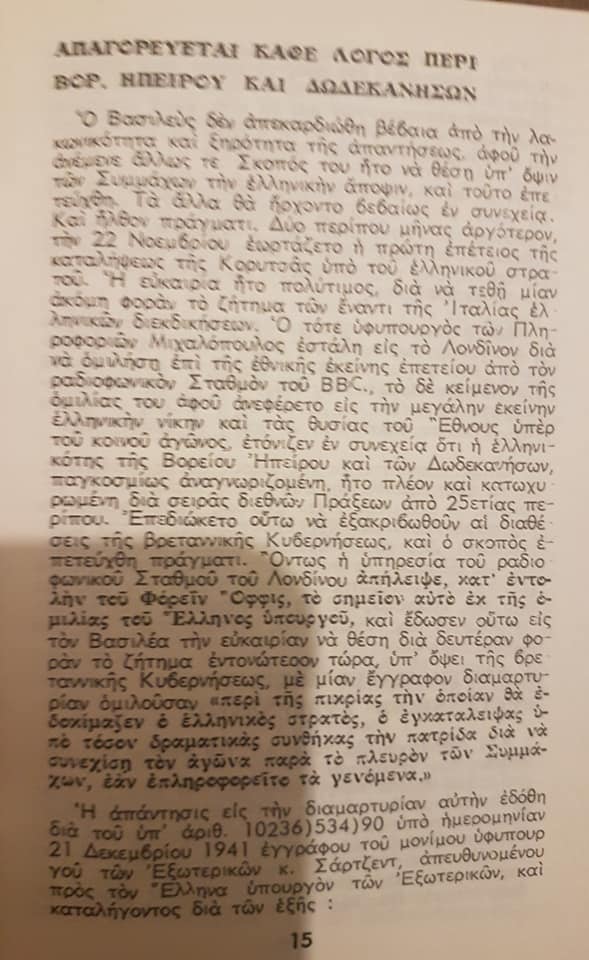 ΑΠΑΓΟΡΕΥΕΤΑΙ ΚΑΘΕ ΛΟΓΟΣ ΠΕΡΙ
ΒΟΡ. ΗΠΕΙΡΟΥ ΚΑΙ ΔΩΔΕΚΑΝΗΣΩΝ
Ὁ Βασιλεὺς δὲν ἀπεκαρδιώθη βέβαια ἀπὸ τὴν λα-
κωνικότητα καὶ ξηρότητα τῆς ἀπαντήσεως, ἀφοῦ τὴν
ἀνέμενε ἄλλως τε Σκοπός του ἦτο νὰ θέσῃ ὑπ' ὄψιν
τῶν Συμμάχων τὴν ἑλληνικὴν ἄποψιν, καὶ τοῦτο ἐπε-
τεύχθη. Τὰ ἄλλα θὰ ἤρχοντο βεβαίως ἐν συνεχείᾳ.
Καὶ ἦλθον πράγματι. Δύο περίπου μῆνας ἀργότερον,
τὴν 22 Νοεμβρίου ἑωρτάζετο ἡ πρώτη ἐπέτειος τῆς
καταλήψεως τῆς Κορυτσᾶς ὑπὸ τοῦ ἑλληνικοῦ στρα-
τοῦ. Ἡ εὐκαιρία ἦτο πολύτιμος, διὰ νὰ τεθῇ μίαν
ἀκόμη φορὰν τὸ ζήτημα τῶν ἔναντι τῆς Ἰταλίας ἑλ-
ληνικῶν διεκδικήσεων. Ὁ τότε ὑφυπουργὸς τῶν Πλη-
ροφοριῶν Μιχαλόπουλος ἐστάλη εἰς τὸ Λονδῖνον διὰ
νὰ ὁμιλήσῃ ἐπὶ τῆς ἐθνικῆς ἐκείνης ἐπετείου ἀπὸ τὸν
ραδιοφωνικὸν Σταθμὸν τοῦ BBC., τὸ δὲ κείμενον τῆς
ὁμιλίας του ἀφοῦ ἀνεφέρετο εἰς τὴν μεγάλην ἐκείνην
ἑλληνικὴν νίκην καὶ τὰς θυσίας τοῦ Ἔθνους ὑπὲρ
τοῦ κοινοῦ ἀγῶνος, ἐτόνιζεν ἐν συνεχείᾳ ὅτι ἡ ἑλληνι-
κότης τῆς Βορείου Ἠπείρου καὶ τῶν Δωδεκανήσων,
παγκοσμίως ἀναγνωριζομένη, ἦτο πλέον καὶ κατωχυ-
ρωμένη διὰ σειρᾶς διεθνῶν Πράξεων ἀπὸ 25ετίας πε-
ρίπου. Ἐπεδιώκετο οὕτω νὰ ἐξακριβωθοῦν αἱ διαθέ-
σεις τῆς βρεταννικῆς Κυβερνήσεως, καὶ ὁ σκοπὸς ἐ-
πετεύχθη πράγματι. Ὄντως ἡ ὑπηρεσία τοῦ ραδιο-
φωνικοῦ Σταθμοῦ τοῦ Λονδίνου ἀπήλειψε, κατ' ἐντο-
λὴν τοῦ Φόρεϊν Ὄφφις, τὸ σημεῖον αὐτὸ ἐκ τῆς ὁ-
μιλίας τοῦ Ἕλληνος ὑπουργοῦ, καὶ ἔδωσεν οὕτω εἰς
τὸν Βασιλέα τὴν εὐκαιρίαν νὰ θέσῃ διὰ δευτέραν φο-
ρὰν τὸ ζήτημα ἐντονώτερον τώρα, ὑπ' ὄψει τῆς βρε-
ταννικῆς Κυβερνήσεως, μὲ μίαν ἔγγραφον διαμαρτυ-
ρίαν ὁμιλοῦσαν «περὶ τῆς πικρίας τὴν ὁποίαν θὰ ἐ-
δοκίμαζεν ὁ ἑλληνικὸς στρατός, ὁ ἐγκαταλείψας ὑ-
πὸ τόσον δραματικὰς συνθήκας τὴν πατρίδα διὰ νὰ
συνεχίσῃ τὸν ἀγῶνα παρὰ τὸ πλευρὸν τῶν Συμμά-
χων, ἐὰν ἐπληροφορεῖτο τὰ γενόμενα.»
Ἡ ἀπάντησις εἰς τὴν διαμαρτυρίαν αὐτὴν ἐδόθη
διὰ τοῦ ὑπ' ἀριθ. 10236)534)90 ὑπὸ ἡμερομηνίαν
21 Δεκεμβρίου 1941 ἐγγράφου τοῦ μονίμου ὑφυπουρ
γοῦ τῶν Ἐξωτερικῶν κ. Σάρτζεντ, ἀπευθυνομένου
πρὸς τὸν Ἕλληνα ὑπουργὸν τῶν Ἐξωτερικῶν, καὶ
καταλήγοντος διὰ τῶν ἑξῆς :
15